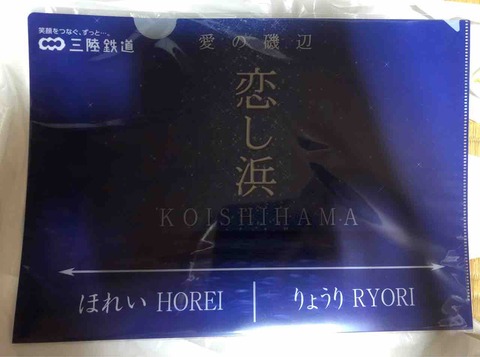 笑顔をつなぐ、ずっと…。
三陸鉄道
愛の磯辺
恋し浜
KOISHIHAMA
ほれい HOREI
りょうり RYORI